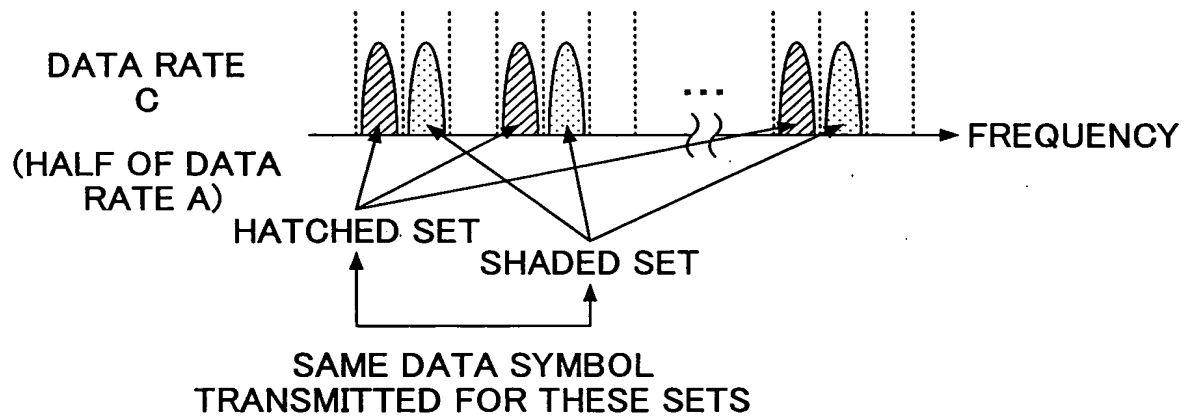 DATA RATE
C
(HALF OF DATA
RATE A)
...
FREQUENCY
HATCHED SET
SHADED SET
SAME DATA SYMBOL
TRANSMITTED FOR THESE SETS